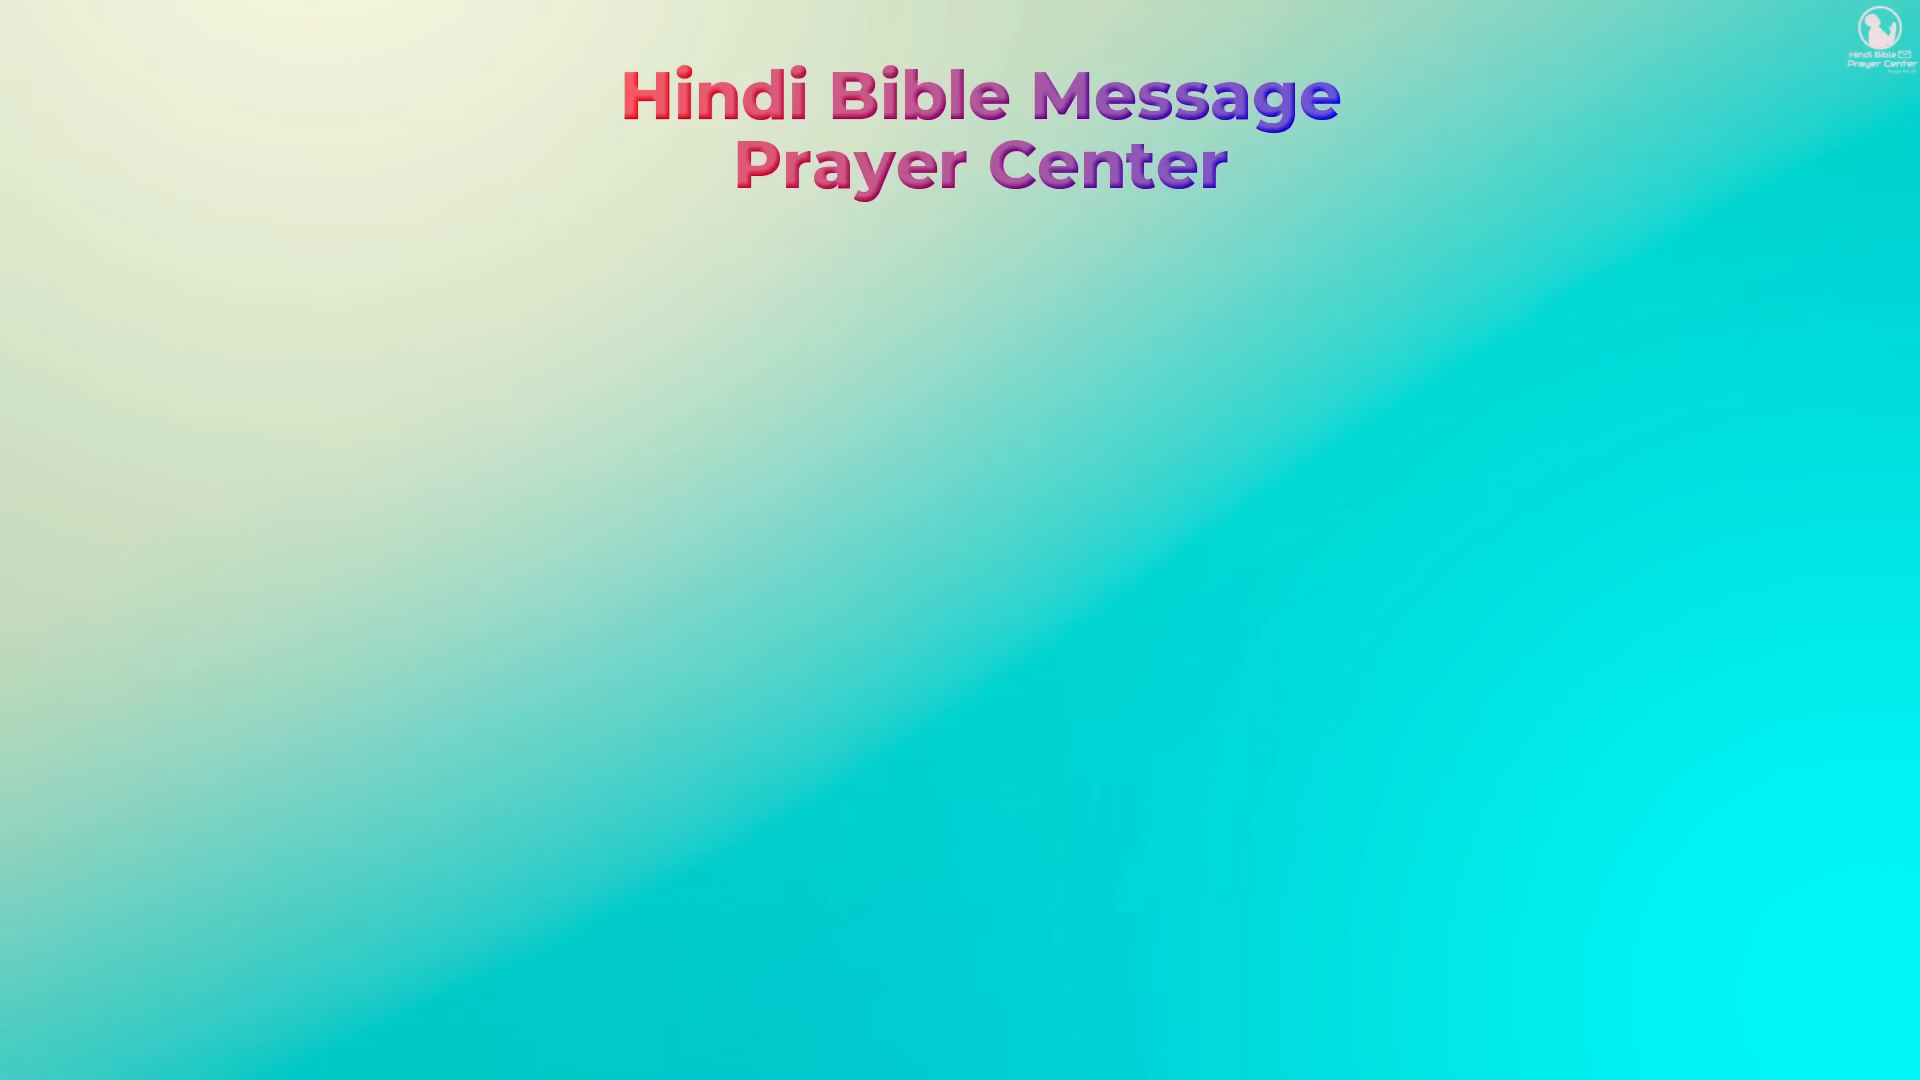 Hindi Bible Message
Prayer Center
Hindi Bible
Prayer Center